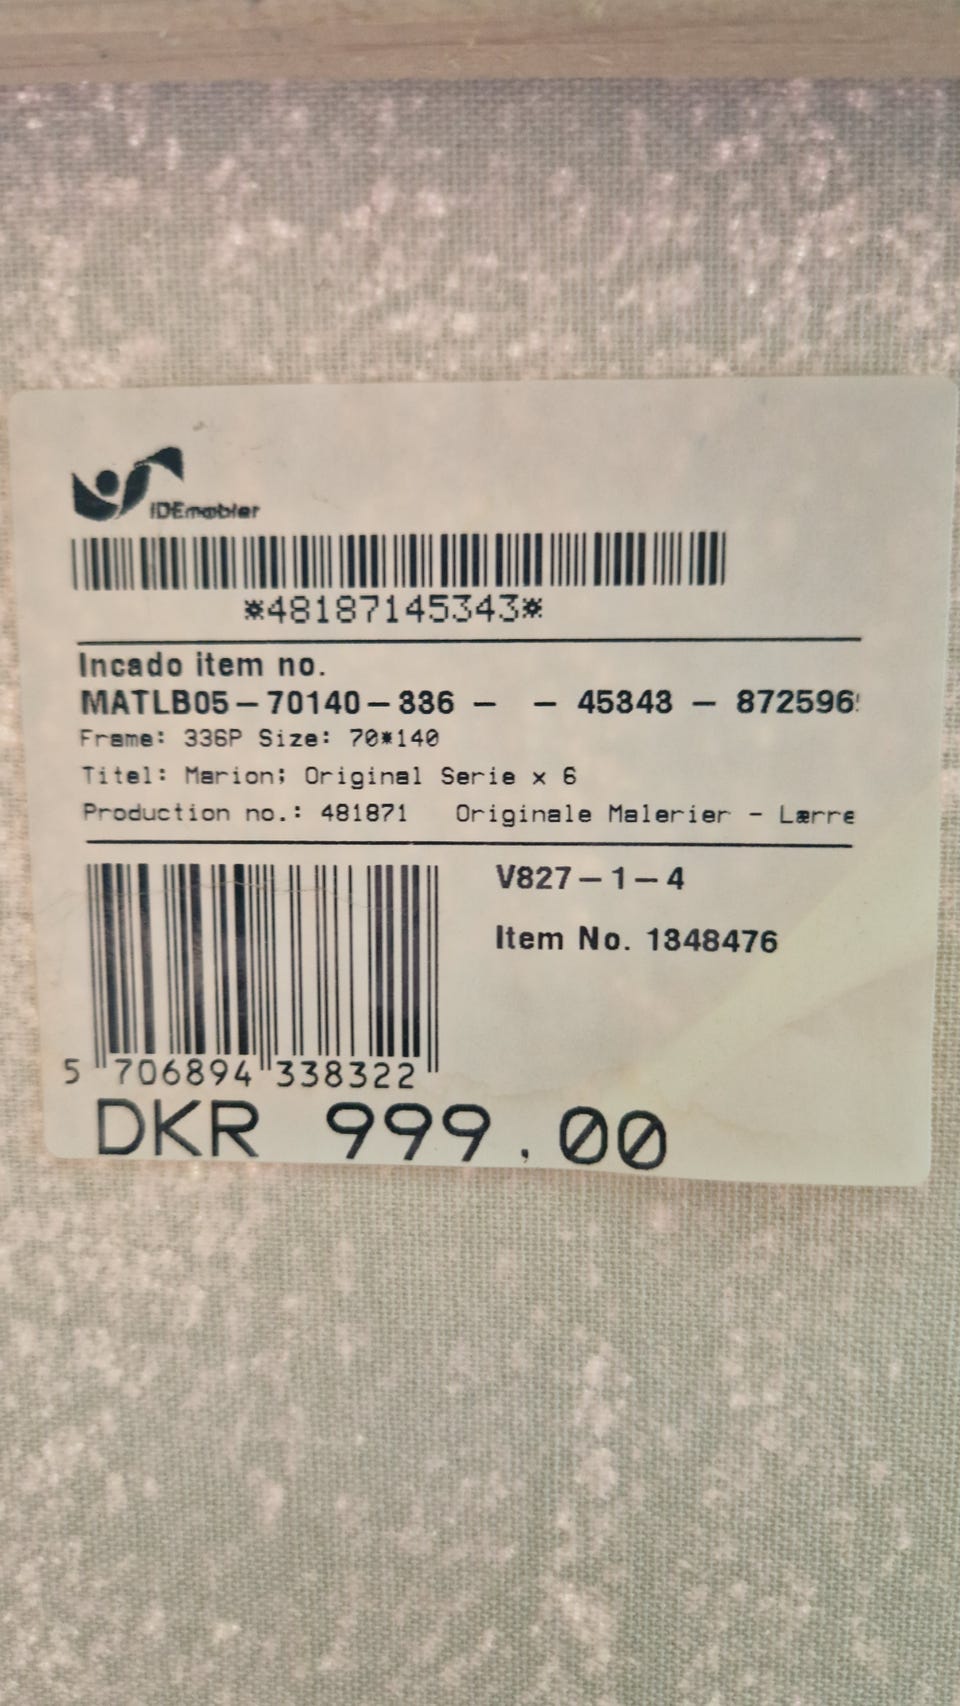 IDEmøbler
*48187145343*
Incado item no.
MATLB05-70140-336 - - 45343 - 872596
Frame: 336P Size: 70*140
Titel: Marion; Original Serie x 6
Production no.: 481871 Originale Malerier - Lærre
V827-1-4
Item No. 1348476
5 706894 338322
DKR 999.00